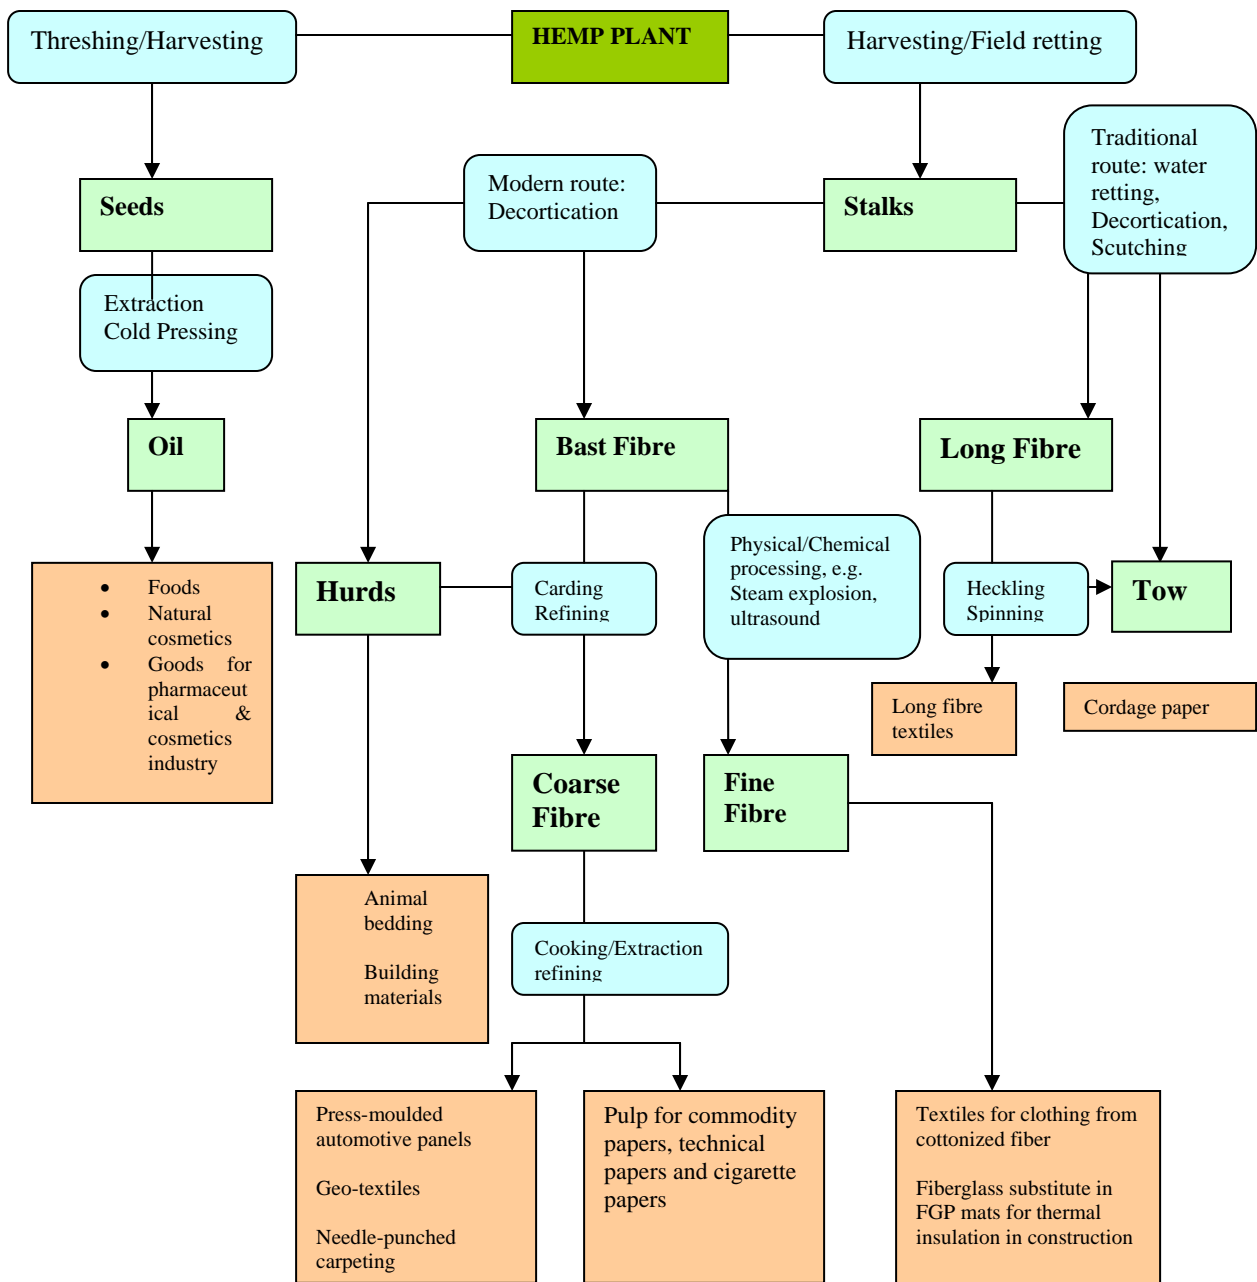 Threshing/Harvesting
HEMP PLANT
Harvesting/Field retting
Traditional
route: water
retting,
Decortication,
Scutching
Modern route:
Decortication
Seeds
Stalks
Extraction
Cold Pressing
Oil
Bast Fibre
Long Fibre
Physical/Chemical
processing, e.g.
Steam explosion,
ultrasound
• Foods
• Natural
cosmetics
• Goods for
pharmaceut
ical &
cosmetics
industry
Hurds
Carding
Refining
Heckling
Spinning
Tow
Long fibre
textiles
Cordage paper
Coarse
Fibre
Fine
Fibre
Animal
bedding
Building
materials
Cooking/Extraction
refining
Press-moulded
automotive panels
Geo-textiles
Needle-punched
carpeting
Pulp for commodity
papers, technical
papers and cigarette
papers
Textiles for clothing from
cottonized fiber
Fiberglass substitute in
FGP mats for thermal
insulation in construction